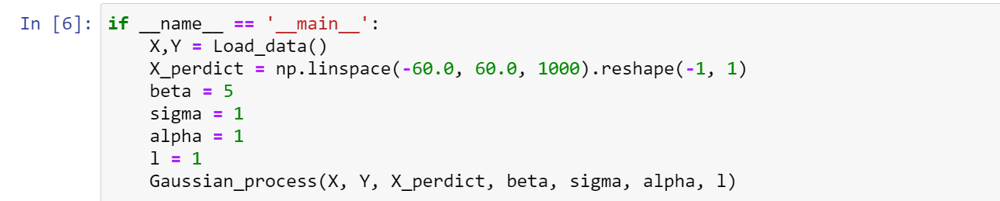 In [6]: if __name__ == '__main__':
    X,Y = Load_data()
    X_perdict = np.linspace(-60.0, 60.0, 1000).reshape(-1, 1)
    beta = 5
    sigma = 1
    alpha = 1
    l = 1
    Gaussian_process(X, Y, X_perdict, beta, sigma, alpha, l)